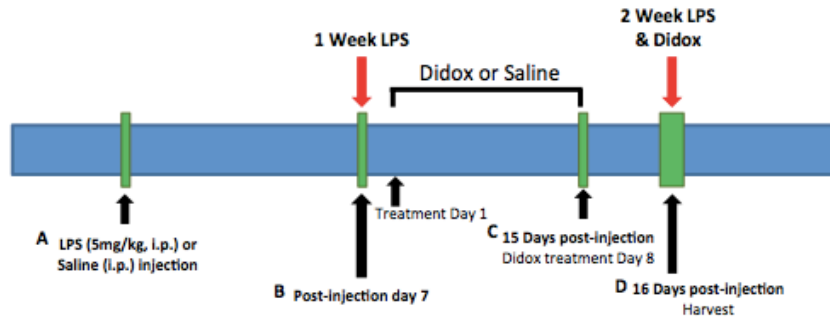 1 Week LPS
2 Week LPS
& Didox
Didox or Saline
Treatment Day 1
A LPS (5mg/kg, i.p.) or
Saline (i.p.) injection
B Post-injection day 7
C 15 Days post-injection
Didox treatment Day 8
D 16 Days post-injection
Harvest